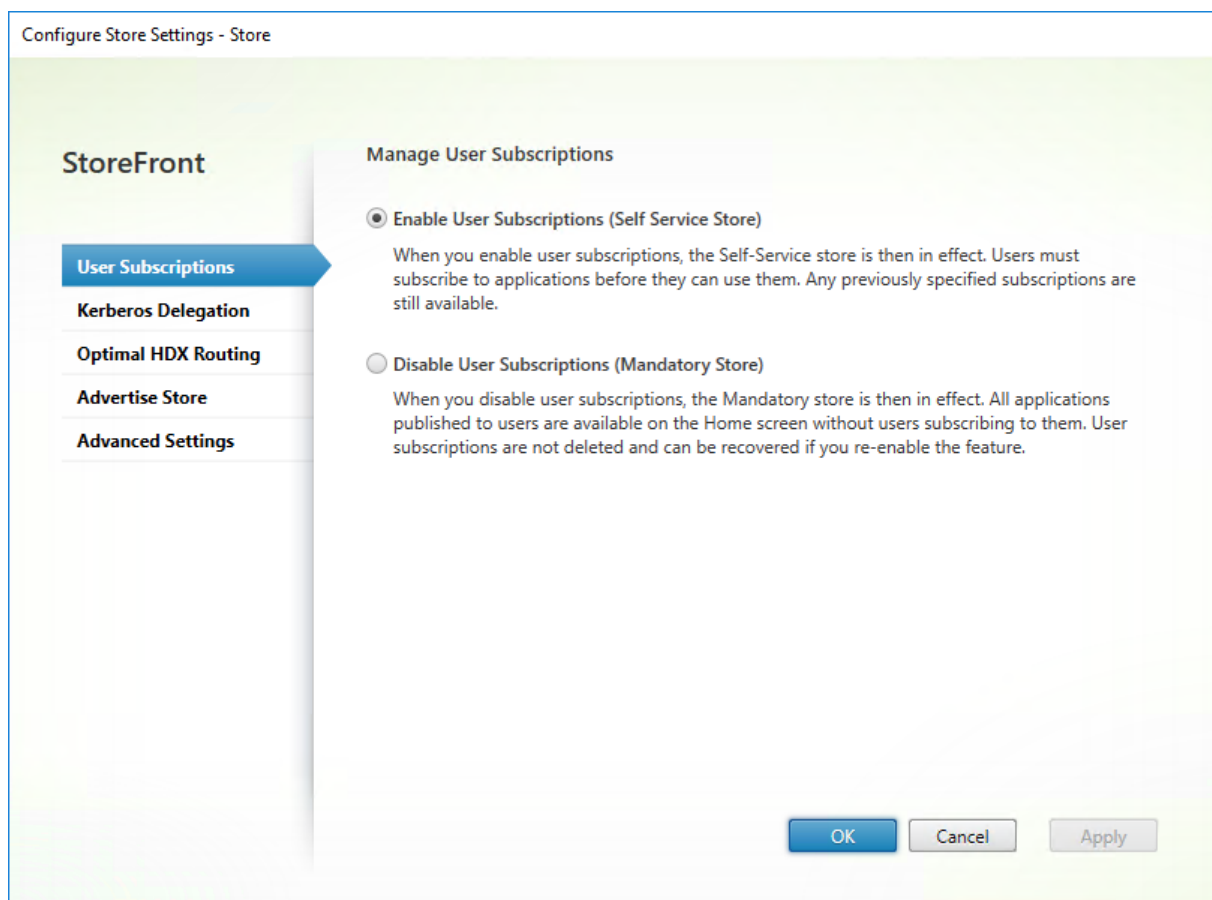 Configure Store Settings - Store
StoreFront
User Subscriptions
Kerberos Delegation
Optimal HDX Routing
Advertise Store
Advanced Settings
Manage User Subscriptions
Enable User Subscriptions (Self Service Store)
When you enable user subscriptions, the Self-Service store is then in effect. Users must
subscribe to applications before they can use them. Any previously specified subscriptions are
still available.
Disable User Subscriptions (Mandatory Store)
When you disable user subscriptions, the Mandatory store is then in effect. All applications
published to users are available on the Home screen without users subscribing to them. User
subscriptions are not deleted and can be recovered if you re-enable the feature.
OK
Cancel
Apply